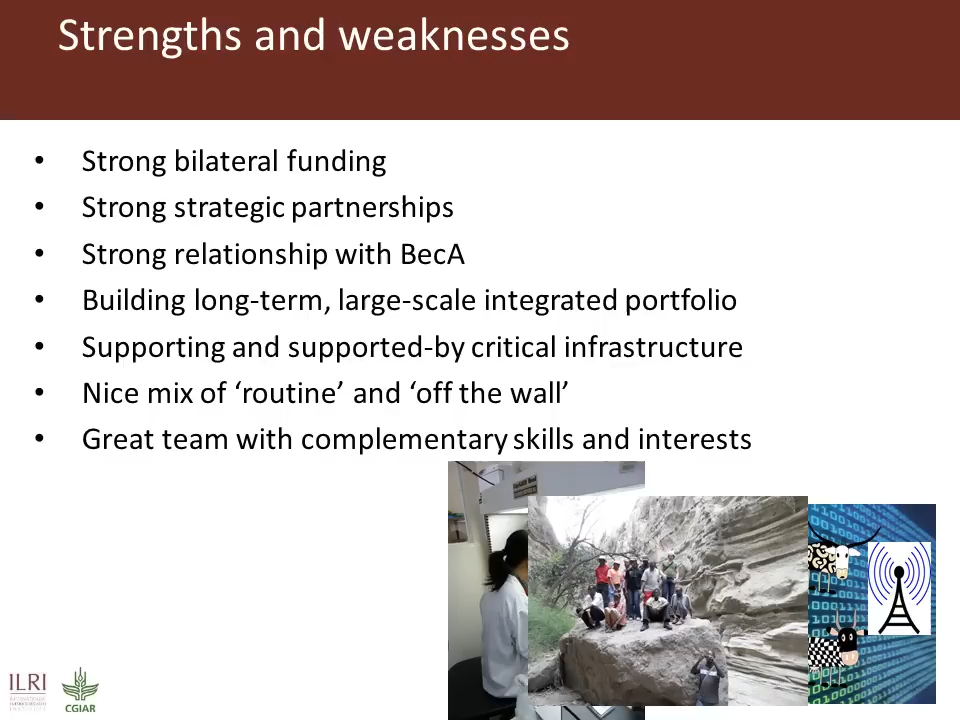 Strengths and weaknesses
• Strong bilateral funding
• Strong strategic partnerships
• Strong relationship with BecA
• Building long-term, large-scale integrated portfolio
• Supporting and supported-by critical infrastructure
• Nice mix of ‘routine’ and ‘off the wall’
• Great team with complementary skills and interests
ILRI
CGIAR